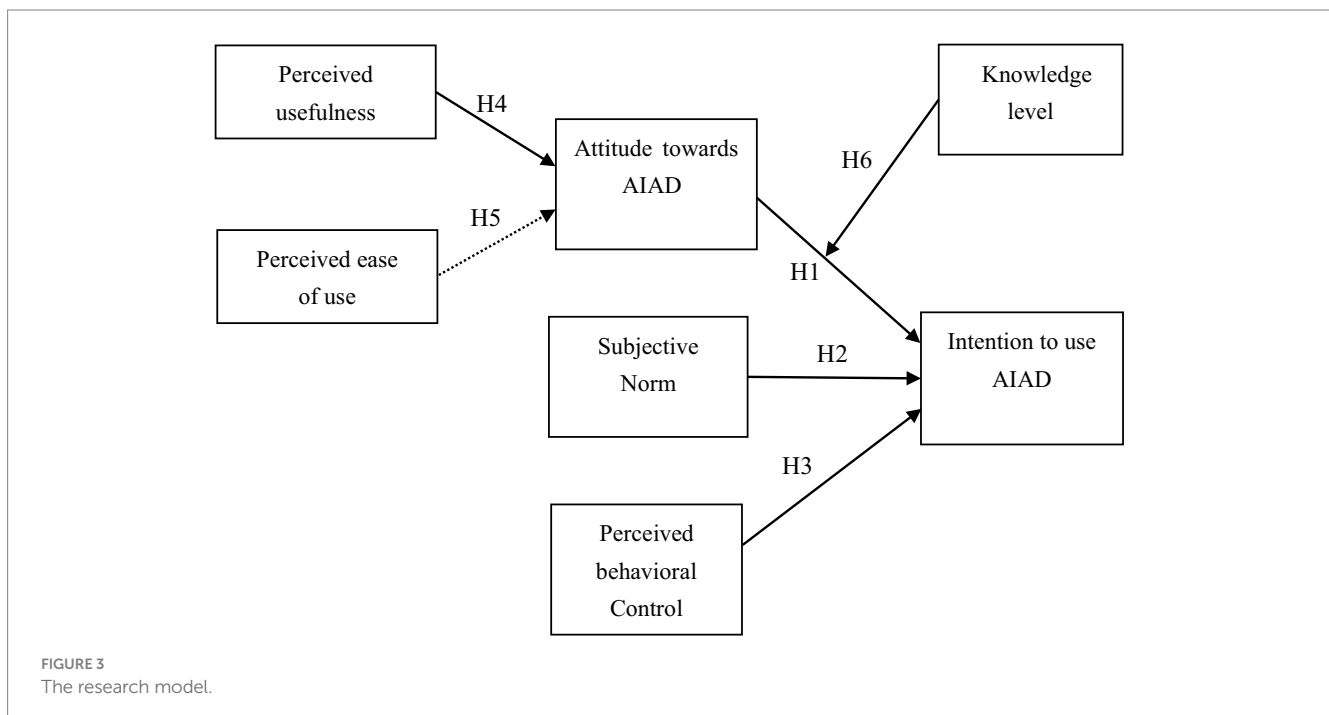 Perceived
usefulness
H4
Knowledge
level
Attitude towards
AIAD
H6
H5
Perceived ease
of use
H1
Subjective
Norm
H2
Intention to use
AIAD
H3
Perceived
behavioral
Control
FIGURE 3
The research model.